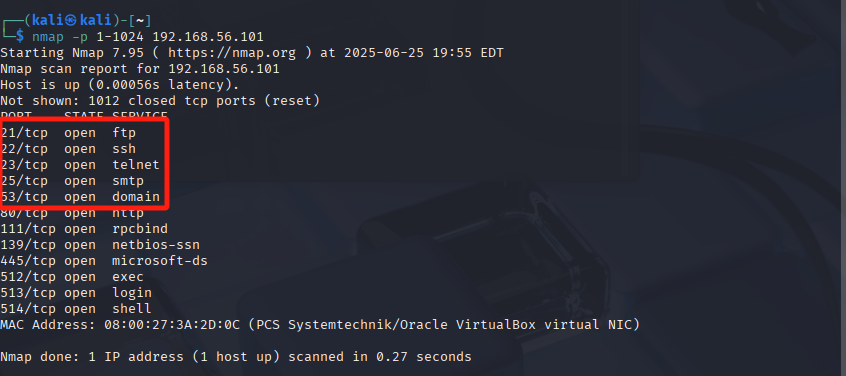 ┌──(kali㉿kali)-[~]
└─$ nmap -p 1-1024 192.168.56.101
Starting Nmap 7.95 ( https://nmap.org ) at 2025-06-25 19:55 EDT
Nmap scan report for 192.168.56.101
Host is up (0.00056s latency).
Not shown: 1012 closed tcp ports (reset)
PORT    STATE SERVICE
21/tcp  open  ftp
22/tcp  open  ssh
23/tcp  open  telnet
25/tcp  open  smtp
53/tcp  open  domain
80/tcp  open  http
111/tcp open  rpcbind
139/tcp open  netbios-ssn
445/tcp open  microsoft-ds
512/tcp open  exec
513/tcp open  login
514/tcp open  shell
MAC Address: 08:00:27:3A:2D:0C (PCS Systemtechnik/Oracle VirtualBox virtual NIC)
Nmap done: 1 IP address (1 host up) scanned in 0.27 seconds